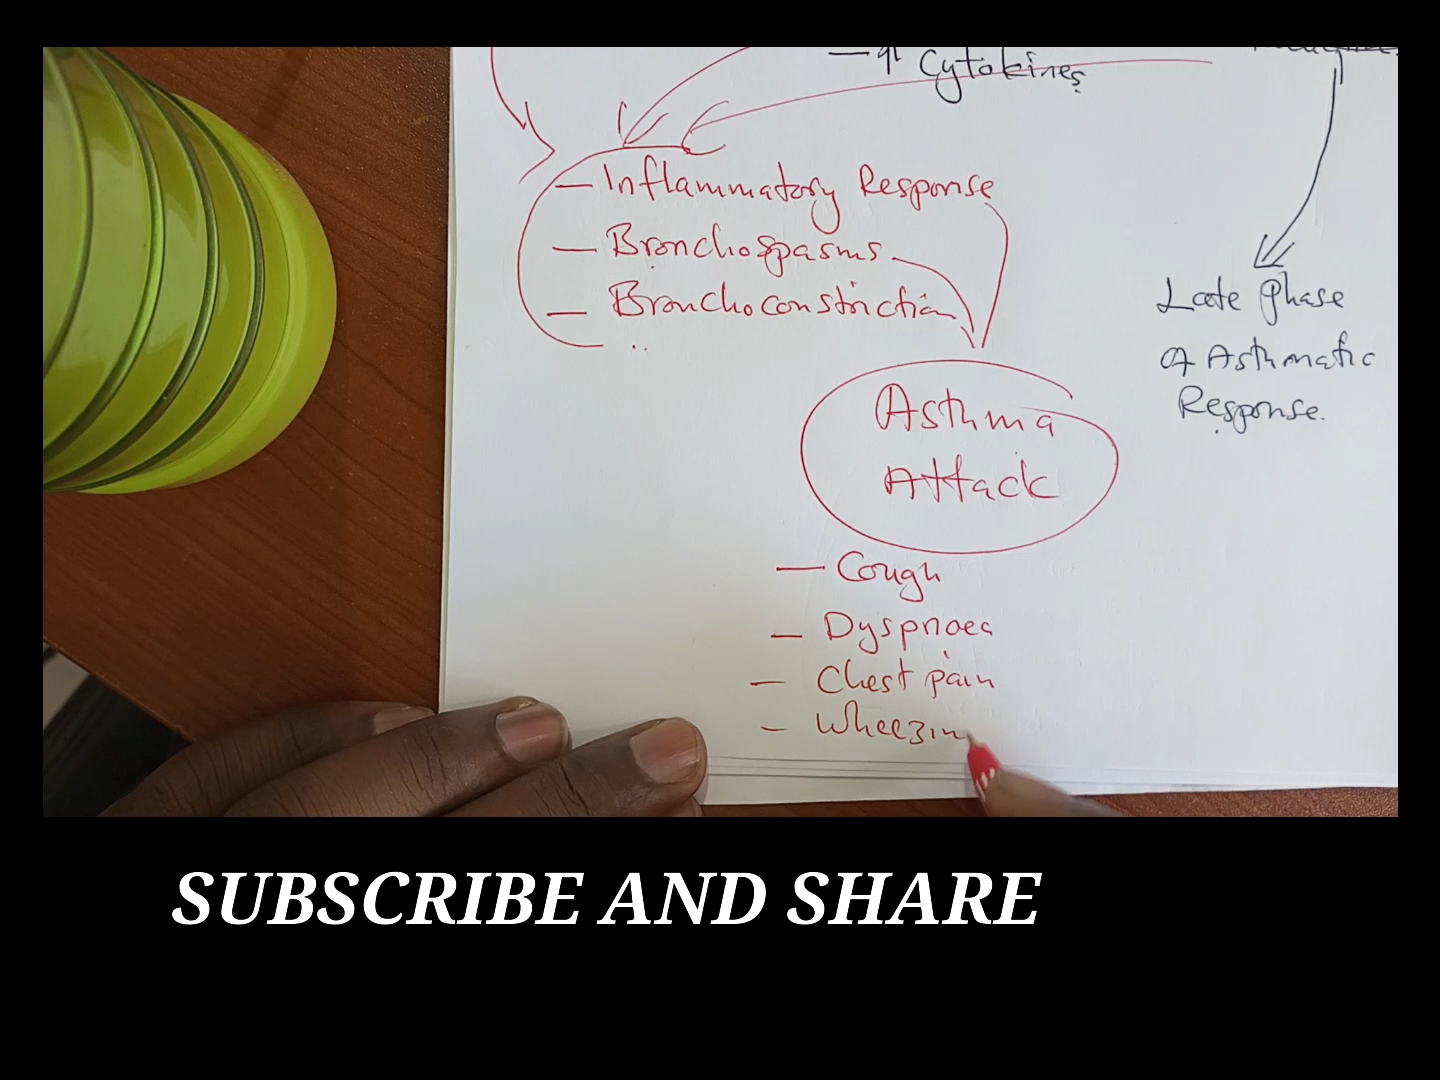 Cytokines
— Inflammatory Response
— Bronchospasms
— Bronchoconstriction
Late Phase
of Asthmatic
Response.
Asthma
Attack
— Cough
— Dyspnoea
— Chest pain
— Wheezin
SUBSCRIBE AND SHARE